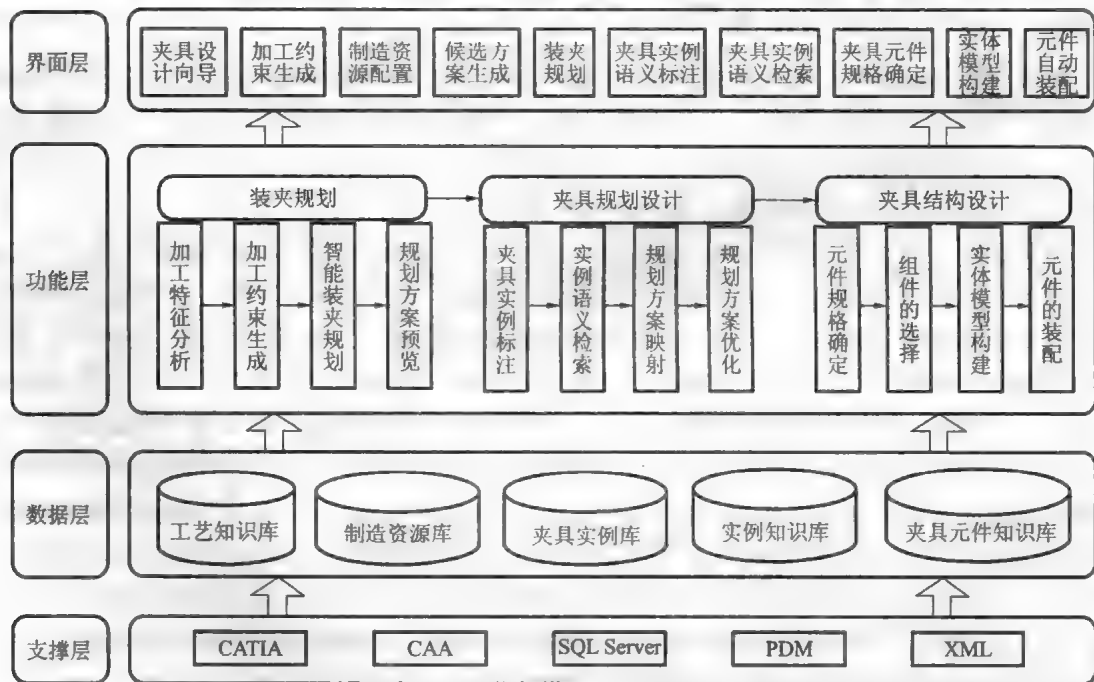 界面层
夹具设
计向导
加工约
束生成
制造资
源配置
候选方
案生成
装夹
规划
夹具实例
语义标注
夹具实例
语义检索
夹具元件
规格确定
实体
模型
构建
元件
自动
装配
功能层
装夹规划
夹具规划设计
夹具结构设计
加工特征分析
加工约束生成
智能装夹规划
规划方案预览
夹具实例标注
实例语义检索
规划方案映射
规划方案优化
元件规格确定
组件的选择
实体模型构建
元件的装配
数据层
工艺知识库
制造资源库
夹具实例库
实例知识库
夹具元件知识库
支撑层
CATIA
CAA
SQL Server
PDM
XML